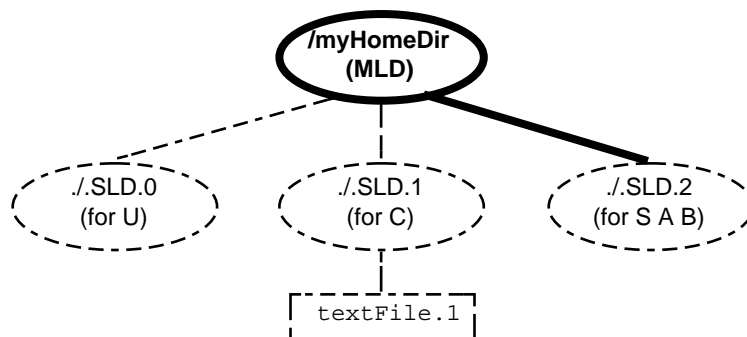 /myHomeDir
(MLD)
./.SLD.0
(for U)
./.SLD.1
(for C)
./.SLD.2
(for S A B)
textFile.1